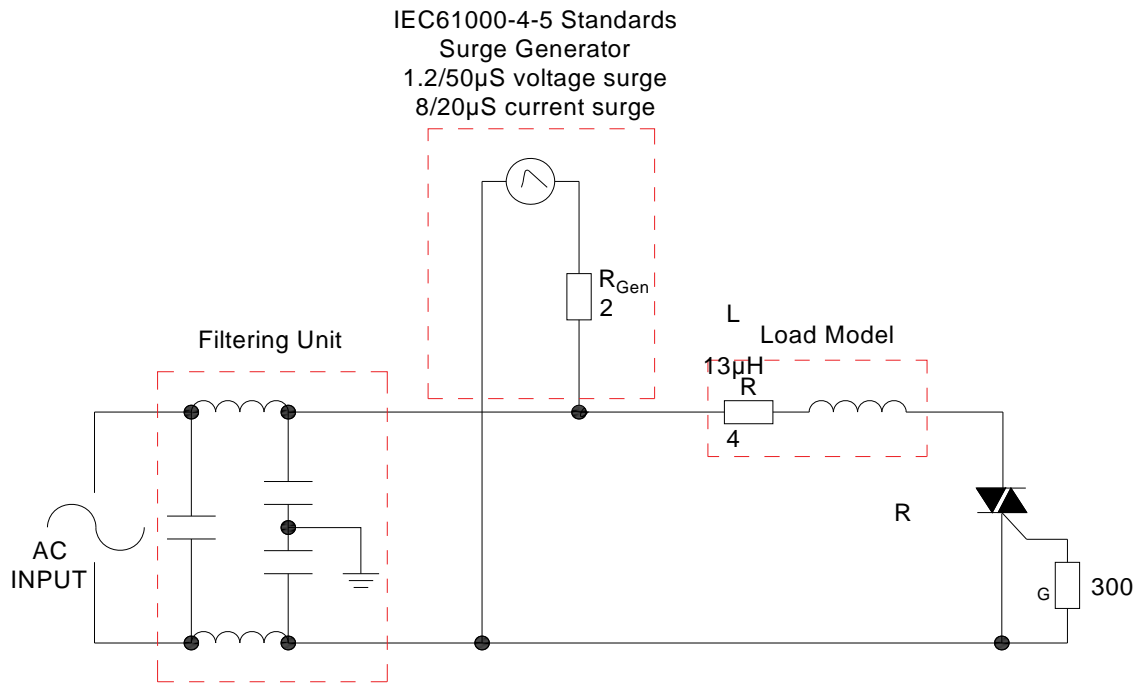 IEC61000-4-5 Standards
Surge Generator
1.2/50µS voltage surge
8/20µS current surge
RGen
2
L
Filtering Unit
Load Model
13µH
R
4
R
AC
INPUT
G
300